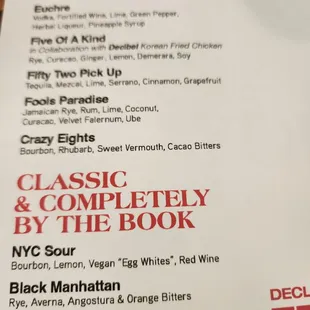 Euchre
Vodka, Fortified Wine, Lime, Green Pepper,
Herbal Liqueur, Pineapple Syrup
Five Of A Kind
In Collaboration with Decibel Korean Fried Chicken
Rye, Curacao, Ginger, Lemon, Demerara, Soy
Fifty Two Pick Up
Tequila, Mezcal, Lime, Serrano, Cinnamon, Grapefruit
Fools Paradise
Jamaican Rye, Rum, Lime, Coconut,
Curacao, Velvet Falernum, Ube
Crazy Eights
Bourbon, Rhubarb, Sweet Vermouth, Cacao Bitters
CLASSIC
& COMPLETELY
BY THE BOOK
NYC Sour
Bourbon, Lemon, Vegan "Egg Whites", Red Wine
Black Manhattan
Rye, Averna, Angostura & Orange Bitters
DECL